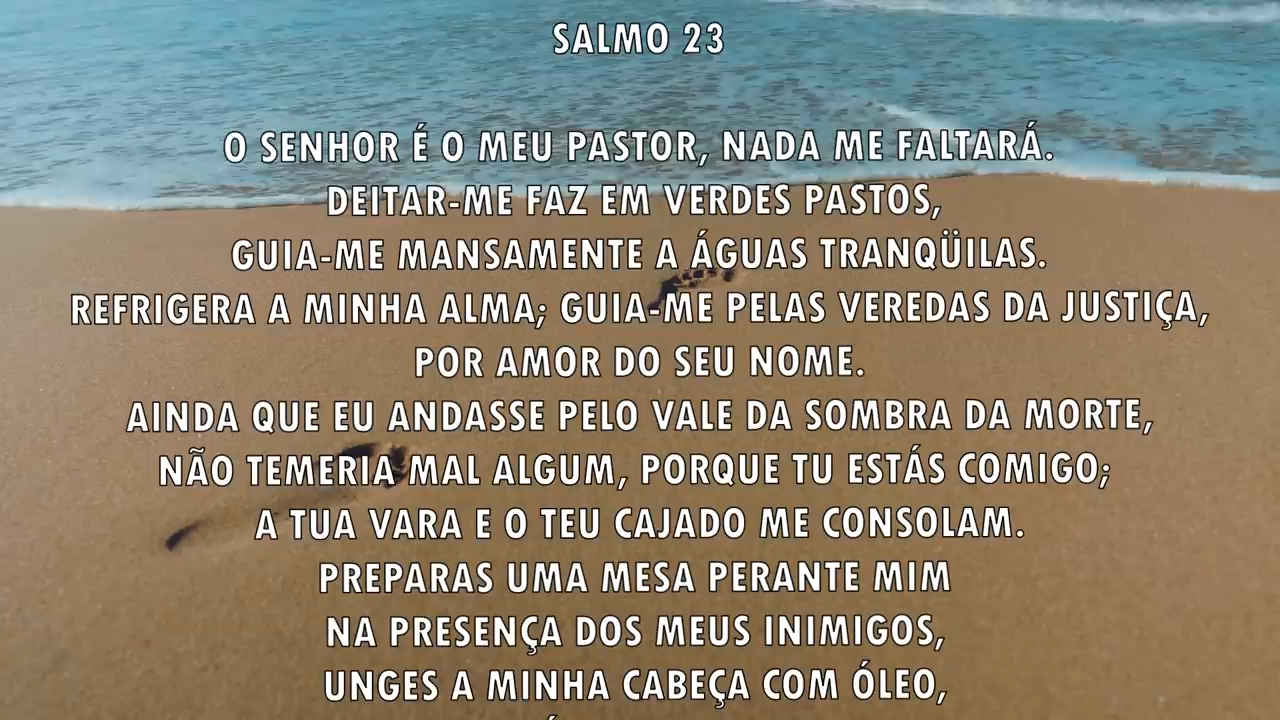 SALMO 23
O SENHOR É O MEU PASTOR, NADA ME FALTARÁ.
DEITAR-ME FAZ EM VERDES PASTOS,
GUIA-ME MANSAMENTE A ÁGUAS TRANQÜILAS.
REFRIGERA A MINHA ALMA; GUIA-ME PELAS VEREDAS DA JUSTIÇA,
POR AMOR DO SEU NOME.
AINDA QUE EU ANDASSE PELO VALE DA SOMBRA DA MORTE,
NÃO TEMERIA MAL ALGUM, PORQUE TU ESTÁS COMIGO;
A TUA VARA E O TEU CAJADO ME CONSOLAM.
PREPARAS UMA MESA PERANTE MIM
NA PRESENÇA DOS MEUS INIMIGOS,
UNGES A MINHA CABEÇA COM ÓLEO,